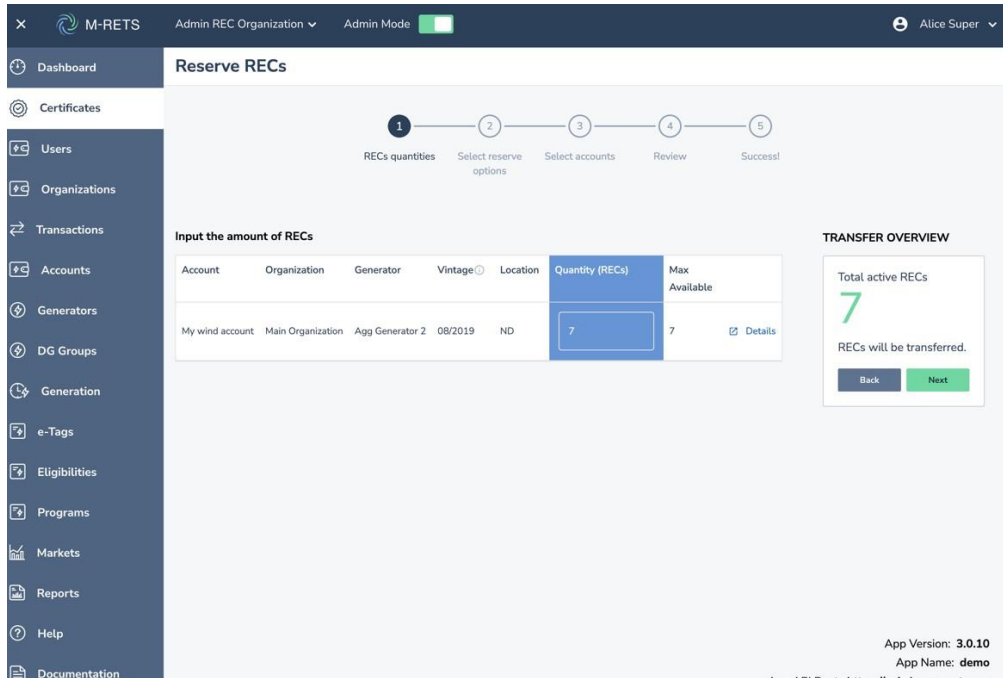 M-RETS
Admin REC Organization
Admin Mode
Alice Super
Dashboard
Certificates
Users
Organizations
Transactions
Accounts
Generators
DG Groups
Generation
e-Tags
Eligibilities
Programs
Markets
Reports
Help
Documentation
Reserve RECs
1
2
3
4
5
RECs quantities
Select reserve
options
Select accounts
Review
Success!
Input the amount of RECs
Account Organization Generator Vintage Location Quantity (RECs) Max
Available
My wind account Main Organization Agg Generator 2 08/2019 ND 7 7 Details
TRANSFER OVERVIEW
Total active RECs
7
RECs will be transferred.
Back
Next
App Version: 3.0.10
App Name: demo